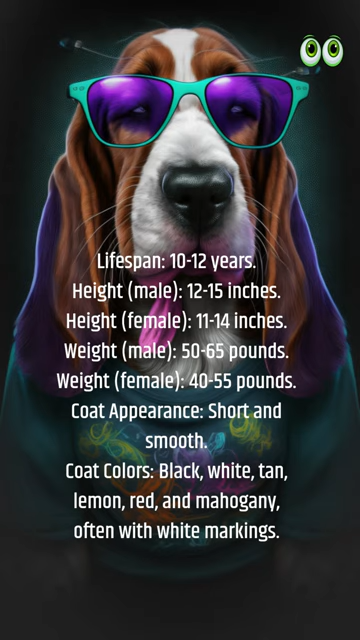 Lifespan: 10-12 years.
Height (male): 12-15 inches.
Height (female): 11-14 inches.
Weight (male): 50-65 pounds.
Weight (female): 40-55 pounds.
Coat Appearance: Short and
smooth.
Coat Colors: Black, white, tan,
lemon, red, and mahogany,
often with white markings.